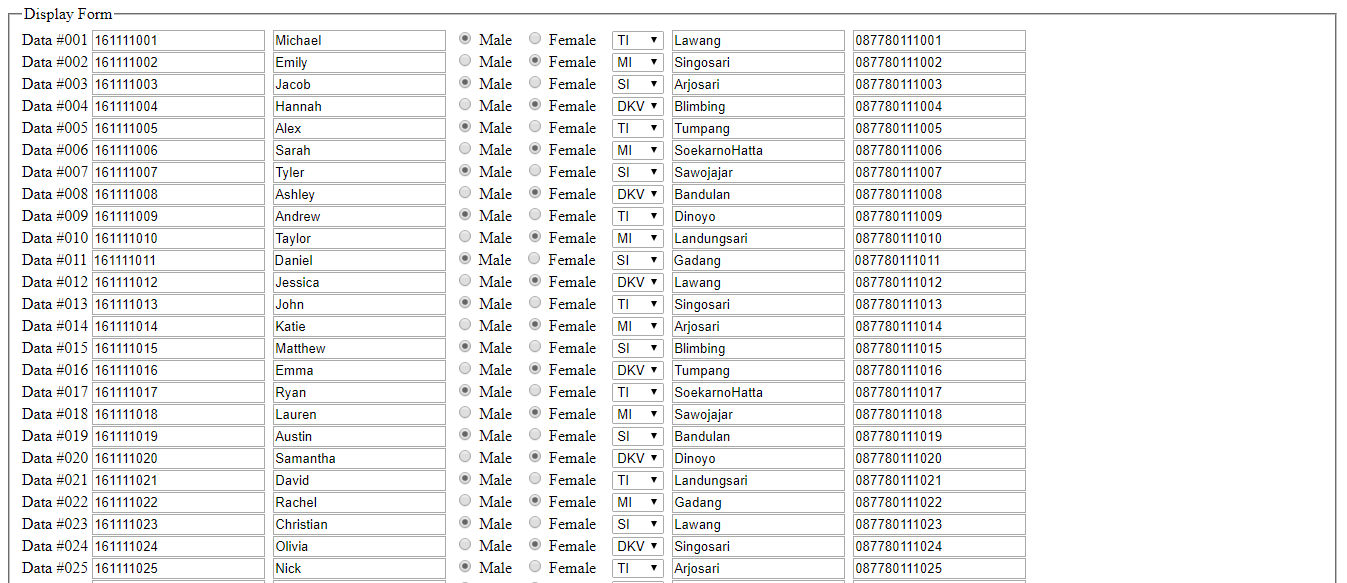 Display Form
Data #001 161111001 Michael Male Female TI Lawang 087780111001
Data #002 161111002 Emily Male Female MI Singosari 087780111002
Data #003 161111003 Jacob Male Female SI Arjosari 087780111003
Data #004 161111004 Hannah Male Female DKV Blimbing 087780111004
Data #005 161111005 Alex Male Female TI Tumpang 087780111005
Data #006 161111006 Sarah Male Female MI SoekarnoHatta 087780111006
Data #007 161111007 Tyler Male Female SI Sawojajar 087780111007
Data #008 161111008 Ashley Male Female DKV Bandulan 087780111008
Data #009 161111009 Andrew Male Female TI Dinoyo 087780111009
Data #010 161111010 Taylor Male Female MI Landungsari 087780111010
Data #011 161111011 Daniel Male Female SI Gadang 087780111011
Data #012 161111012 Jessica Male Female DKV Lawang 087780111012
Data #013 161111013 John Male Female TI Singosari 087780111013
Data #014 161111014 Katie Male Female MI Arjosari 087780111014
Data #015 161111015 Matthew Male Female SI Blimbing 087780111015
Data #016 161111016 Emma Male Female DKV Tumpang 087780111016
Data #017 161111017 Ryan Male Female TI SoekarnoHatta 087780111017
Data #018 161111018 Lauren Male Female MI Sawojajar 087780111018
Data #019 161111019 Austin Male Female SI Bandulan 087780111019
Data #020 161111020 Samantha Male Female DKV Dinoyo 087780111020
Data #021 161111021 David Male Female TI Landungsari 087780111021
Data #022 161111022 Rachel Male Female MI Gadang 087780111022
Data #023 161111023 Christian Male Female SI Lawang 087780111023
Data #024 161111024 Olivia Male Female DKV Singosari 087780111024
Data #025 161111025 Nick Male Female TI Arjosari 087780111025